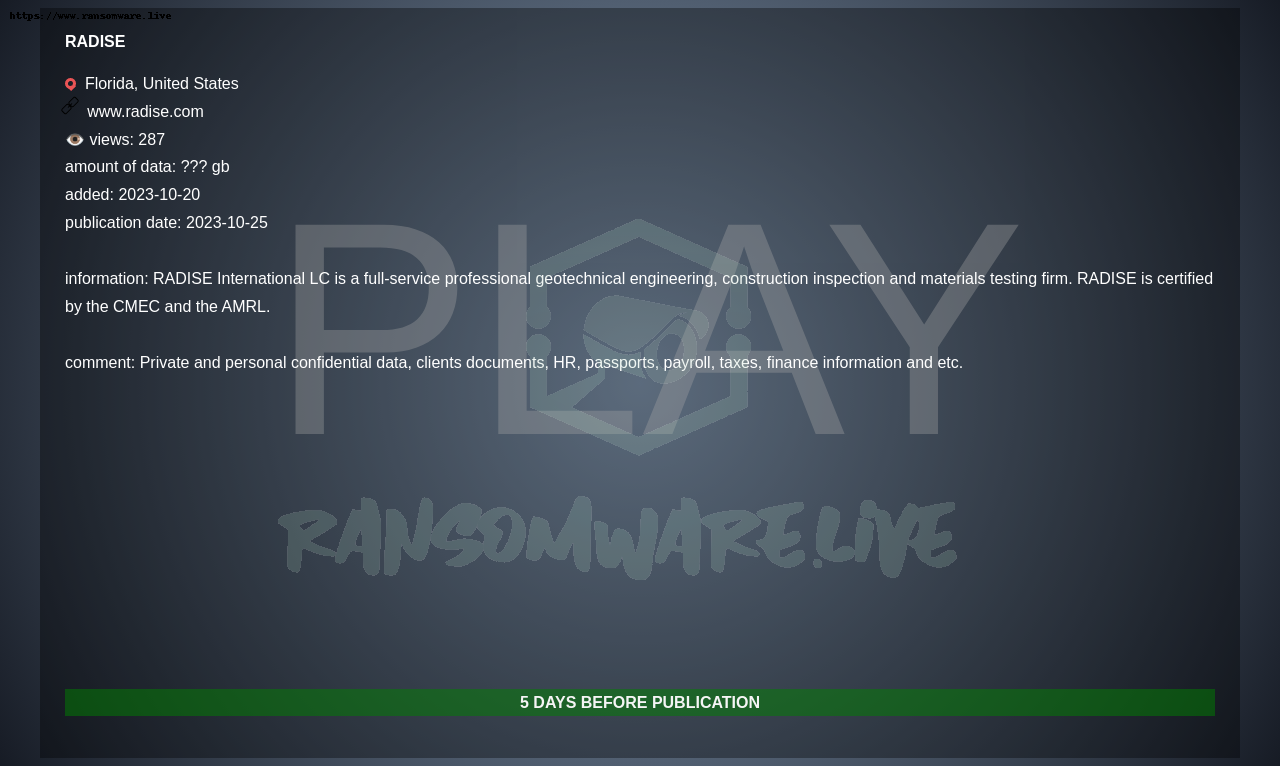 https://www.ransomware.live
RADISE
Florida, United States
www.radise.com
views: 287
amount of data: ??? gb
added: 2023-10-20
publication date: 2023-10-25
PLAY
information: RADISE International LC is a full-service professional geotechnical engineering, construction inspection and materials testing firm. RADISE is certified
by the CMEC and the AMRL.
comment: Private and personal confidential data, clients documents, HR, passports, payroll, taxes, finance information and etc.
RANSOMWARE.LIVE
5 DAYS BEFORE PUBLICATION